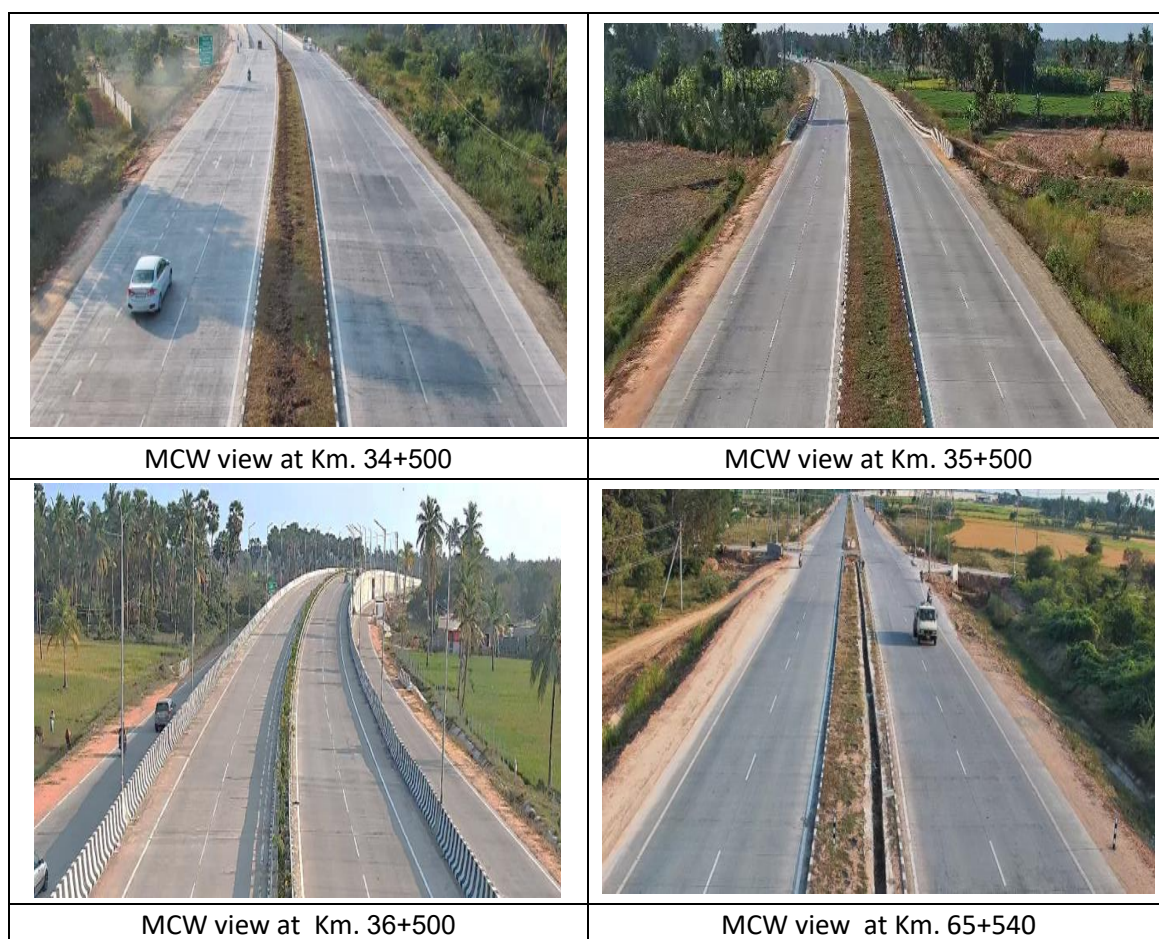 MCW view at Km. 34+500
MCW view at Km. 35+500
MCW view at Km. 36+500
MCW view at Km. 65+540